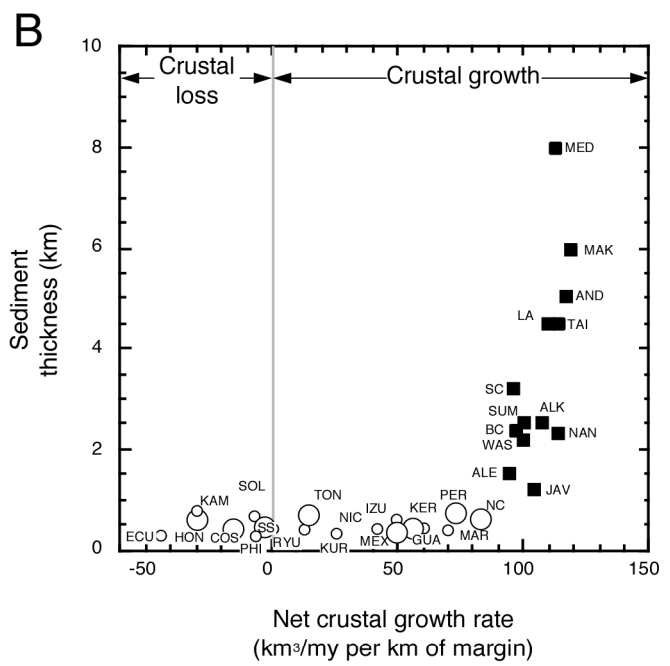 B
10
8
6
4
2
0
Sediment
thickness (km)
Crustal
loss
Crustal growth
MED
MAK
AND
LA
TAI
SC
SUM
ALK
BC
NAN
WAS
ALE
JAV
SOL
KAM
TON
NIC
IZU
KER
PER
NC
ECU
HON
COS
SS
PHI
RYU
KUR
MEX
GUA
MAR
-50
0
50
100
150
Net crustal growth rate
(km³/my per km of margin)